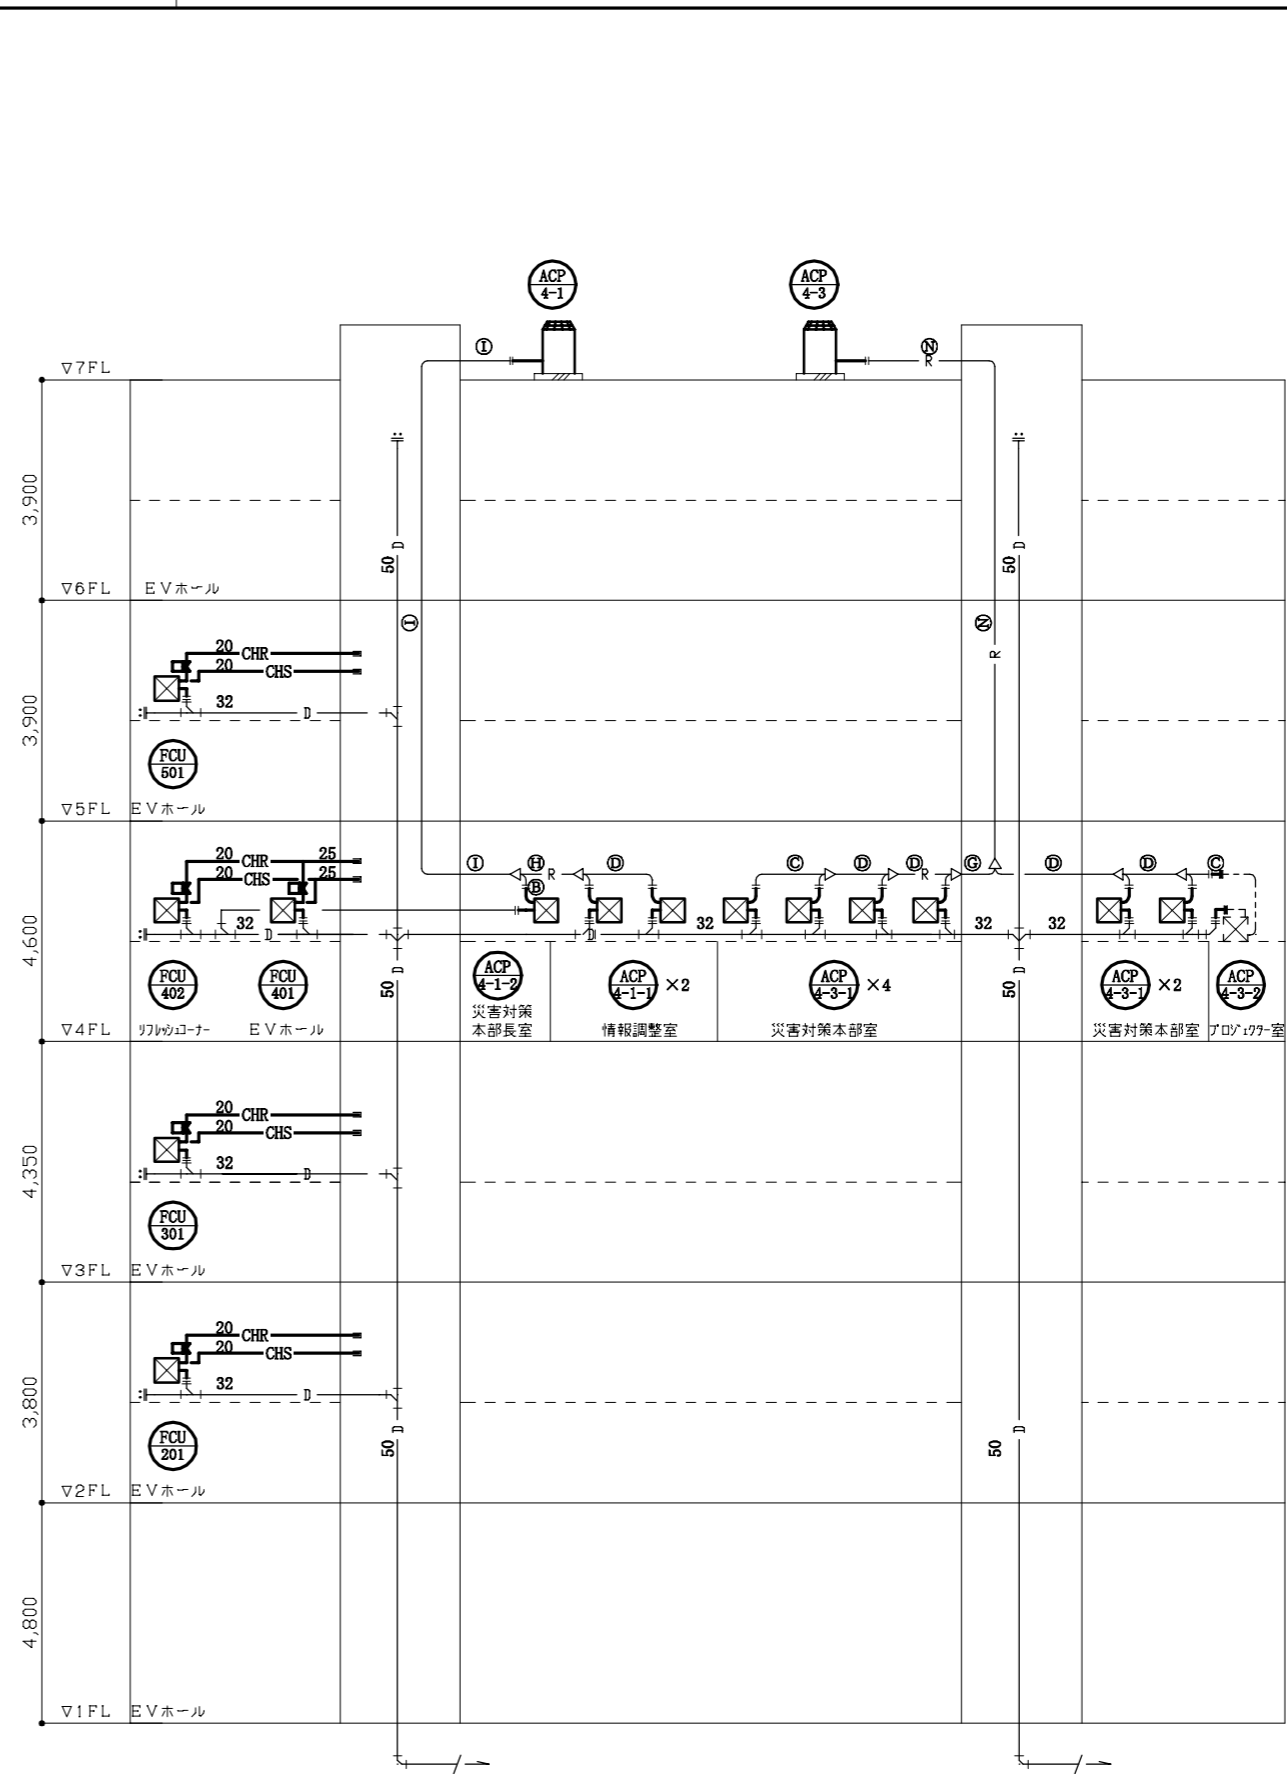 ACP
4-1
ACP
4-3
Ⓘ
Ⓝ
R
▽7FL
3,900
50 D
50 D
▽6FL EVホール
Ⓘ
Ⓝ
R
20 CHR
20 CHS
32 D
3,900
FCU
501
▽5FL EVホール
20 CHR 25
20 CHS 25
32 D
Ⓘ Ⓗ R Ⓓ
Ⓑ
D
32
Ⓒ Ⓓ Ⓓ R Ⓖ Ⓓ Ⓓ Ⓒ
32 32
4,600
50 D
50 D
FCU
402
FCU
401
ACP
4-1-2
ACP
4-1-1 ×2
ACP
4-3-1 ×4
ACP
4-3-1 ×2
ACP
4-3-2
災害対策
本部長室
▽4FL リフレッシュコーナー EVホール 情報調整室 災害対策本部室 災害対策本部室 プロジェクター室
20 CHR
20 CHS
32 D
4,350
FCU
301
▽3FL EVホール
20 CHR
20 CHS
32 D
3,800
FCU
201
50 D
50 D
▽2FL EVホール
4,800
▽1FL EVホール